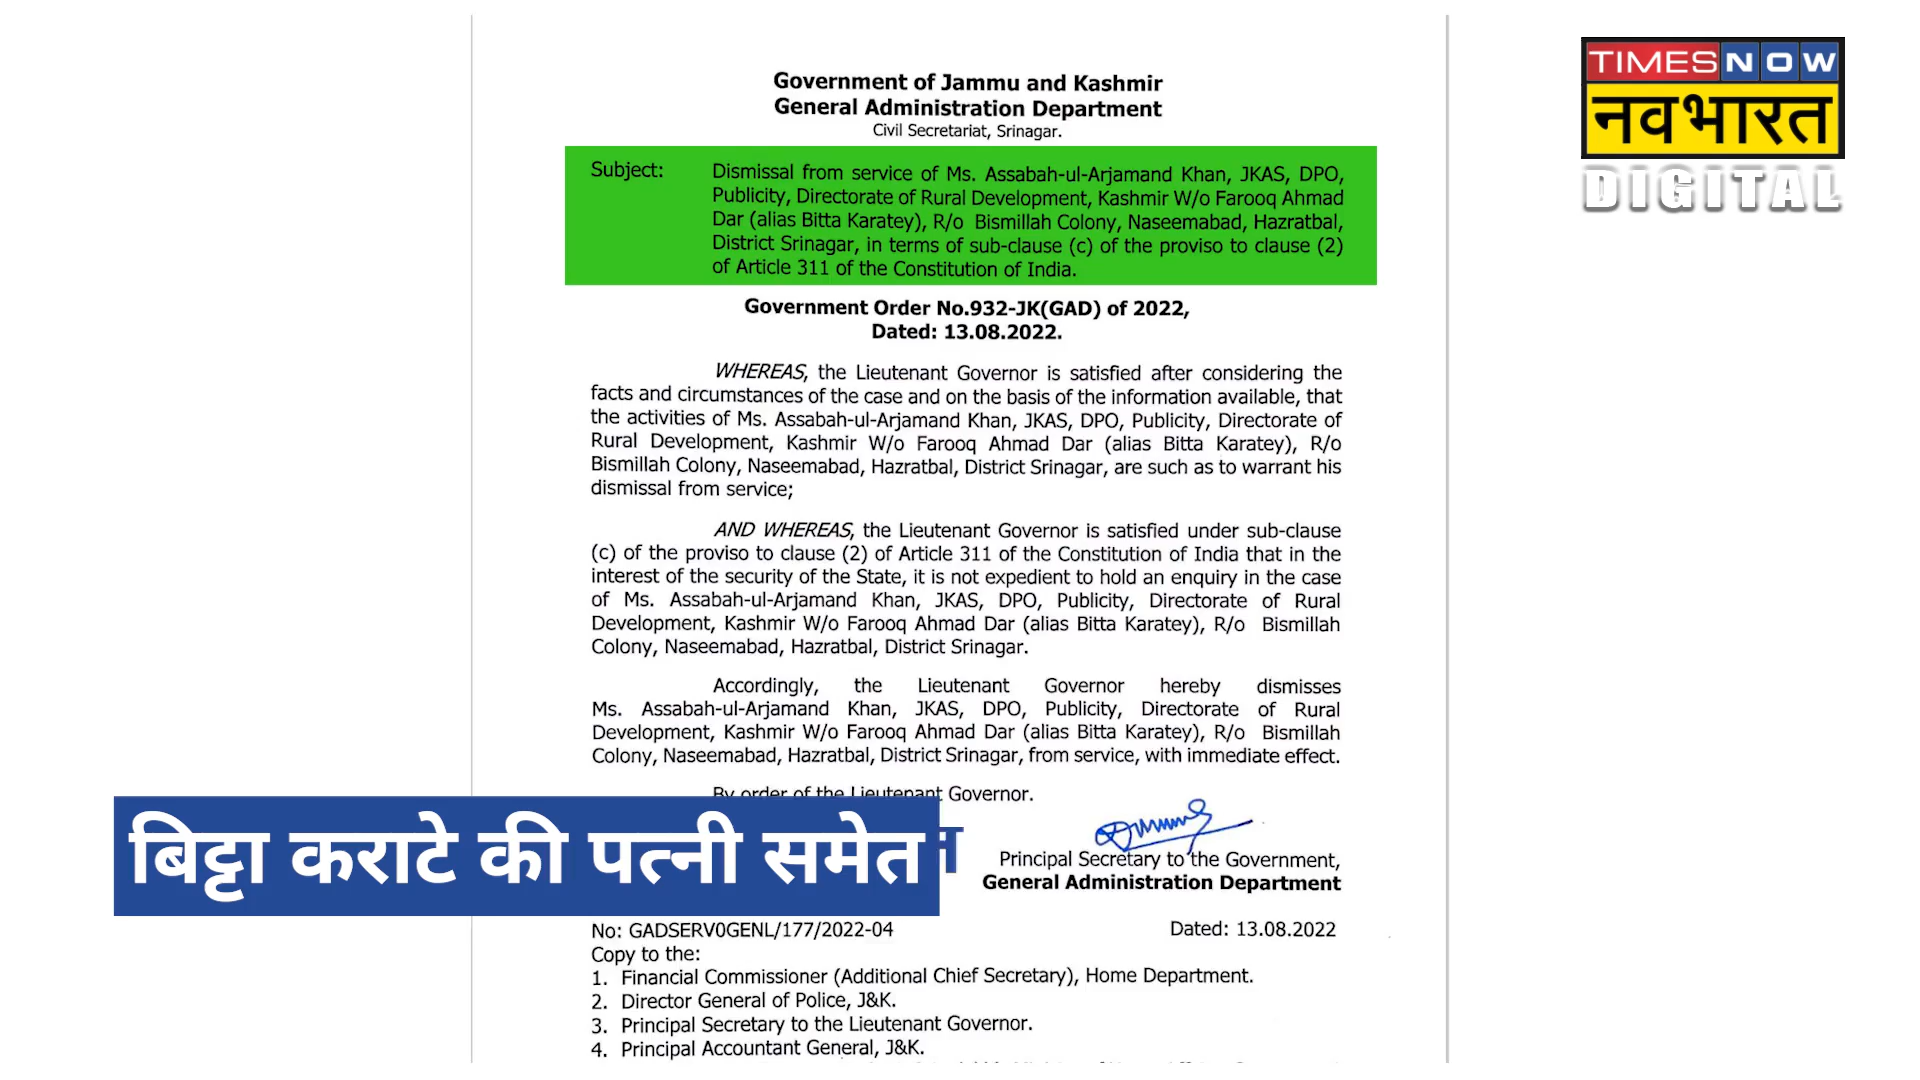 Government of Jammu and Kashmir
General Administration Department
Civil Secretariat, Srinagar.
Subject: Dismissal from service of Ms. Assabah-ul-Arjamand Khan, JKAS, DPO,
Publicity, Directorate of Rural Development, Kashmir W/o Farooq Ahmad
Dar (alias Bitta Karatey), R/o Bismillah Colony, Naseemabad, Hazratbal,
District Srinagar, in terms of sub-clause (c) of the proviso to clause (2)
of Article 311 of the Constitution of India.
Government Order No.932-JK(GAD) of 2022,
Dated: 13.08.2022.
WHEREAS, the Lieutenant Governor is satisfied after considering the
facts and circumstances of the case and on the basis of the information available, that
the activities of Ms. Assabah-ul-Arjamand Khan, JKAS, DPO, Publicity, Directorate of
Rural Development, Kashmir W/o Farooq Ahmad Dar (alias Bitta Karatey), R/o
Bismillah Colony, Naseemabad, Hazratbal, District Srinagar, are such as to warrant his
dismissal from service;
AND WHEREAS, the Lieutenant Governor is satisfied under sub-clause
(c) of the proviso to clause (2) of Article 311 of the Constitution of India that in the
interest of the security of the State, it is not expedient to hold an enquiry in the case
of Ms. Assabah-ul-Arjamand Khan, JKAS, DPO, Publicity, Directorate of Rural
Development, Kashmir W/o Farooq Ahmad Dar (alias Bitta Karatey), R/o Bismillah
Colony, Naseemabad, Hazratbal, District Srinagar.
Accordingly, the Lieutenant Governor hereby dismisses
Ms. Assabah-ul-Arjamand Khan, JKAS, DPO, Publicity, Directorate of Rural
Development, Kashmir W/o Farooq Ahmad Dar (alias Bitta Karatey), R/o Bismillah
Colony, Naseemabad, Hazratbal, District Srinagar, from service, with immediate effect.
By order of the Lieutenant Governor.
Principal Secretary to the Government,
General Administration Department
No: GADSERV0GENL/177/2022-04 Dated: 13.08.2022
Copy to the:
1. Financial Commissioner (Additional Chief Secretary), Home Department.
2. Director General of Police, J&K.
3. Principal Secretary to the Lieutenant Governor.
4. Principal Accountant General, J&K.
बिट्टा कराटे की पत्नी समेत
TIMES NOW
नवभारत
DIGITAL